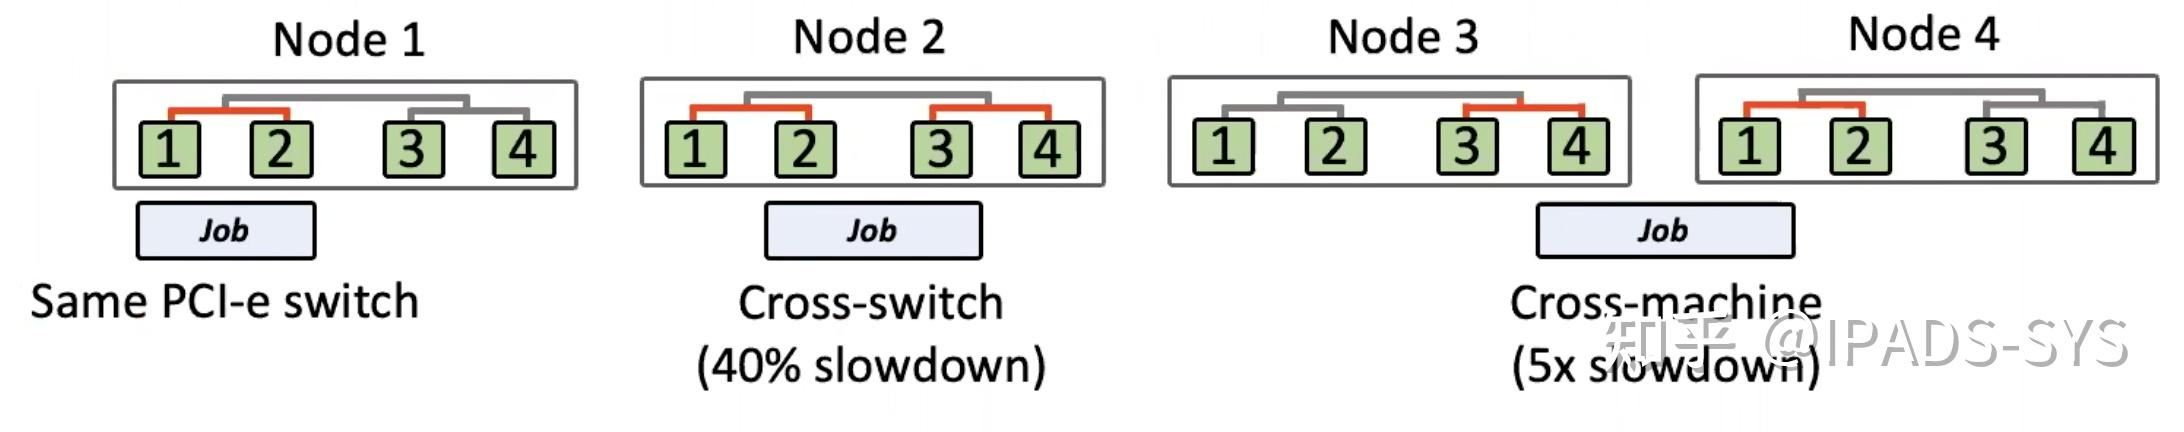 Node 1
Node 2
Node 3
Node 4
1 2 3 4
1 2 3 4
1 2 3 4
1 2 3 4
Job
Job
Job
Same PCI-e switch
Cross-switch
(40% slowdown)
Cross-machine
(5x slowdown)
知乎 @IPADS-SYS